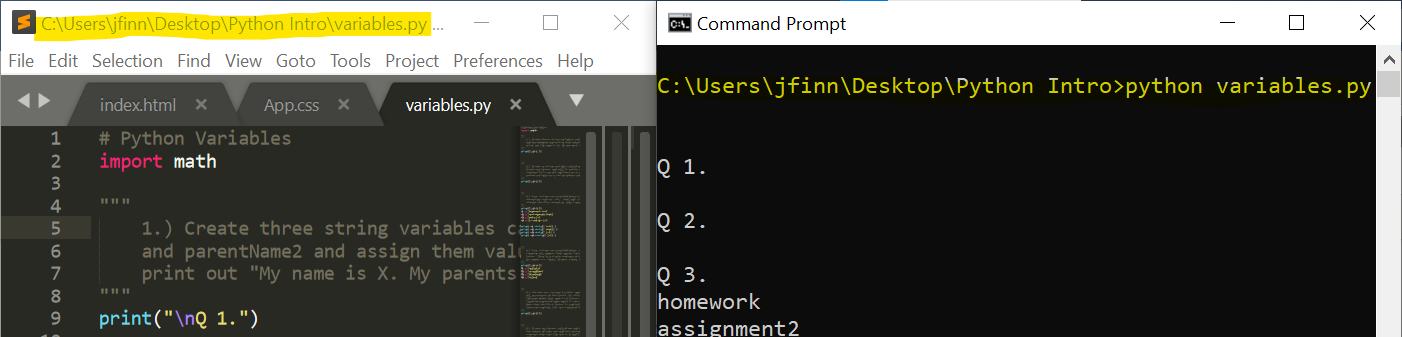 C:\Users\jfinn\Desktop\Python Intro\variables.py ...
File Edit Selection Find View Goto Tools Project Preferences Help
index.html App.css variables.py
1 # Python Variables
2 import math
3
4 """
5 1.) Create three string variables c
6 and parentName2 and assign them valu
7 print out "My name is X. My parents
8 """
9 print("\nQ 1.")
Command Prompt
C:\Users\jfinn\Desktop\Python Intro>python variables.py
Q 1.
Q 2.
Q 3.
homework
assignment2